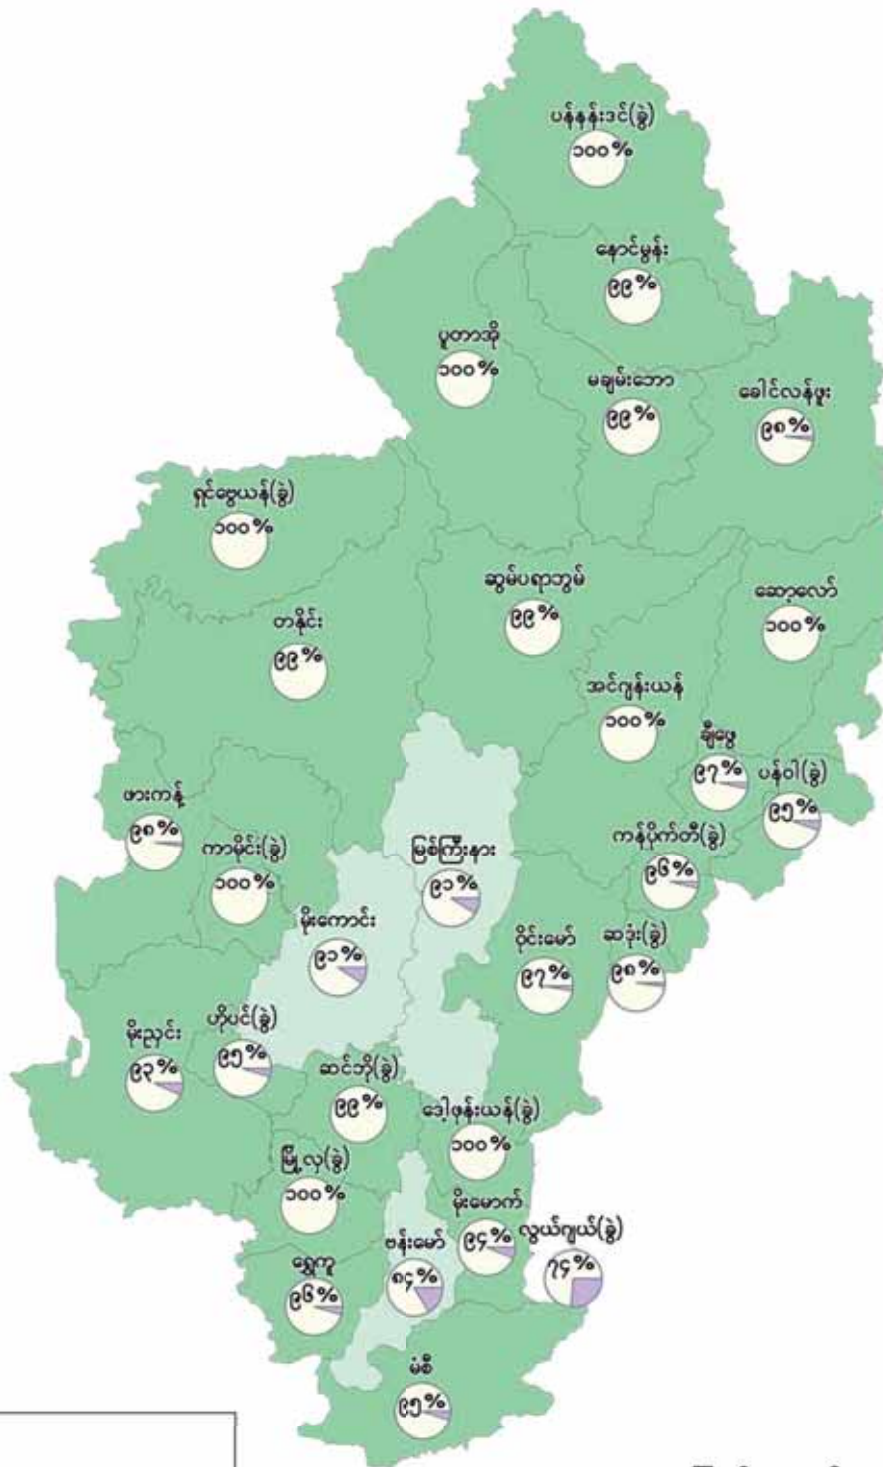 ပန်နန်းဒင်(ခွဲ)
၁၀၀%
နောင်မွန်း
၉၉%
ပူတာအို
၁၀၀%
မချမ်းဘော
၉၉%
ခေါင်လန်ဖူး
၉၈%
ရှင်ဗွေယန်(ခွဲ)
၁၀၀%
ဆွမ်ပရာဘွမ်
၉၉%
ဆော့လော်
၁၀၀%
တနိုင်း
၉၉%
အင်ဂျန်းယန်
၁၀၀%
ချီဖွေ
၉၇%
ပန်ဝါ(ခွဲ)
၉၅%
ဖားကန့်
၉၈%
ကာမိုင်း(ခွဲ)
၁၀၀%
မြစ်ကြီးနား
၉၁%
ကန်ပိုက်တီ(ခွဲ)
၉၆%
မိုးကောင်း
၉၁%
ဝိုင်းမော်
၉၇%
ဆဒုံး(ခွဲ)
၉၈%
မိုးညှင်း
၉၃%
ဟိုပင်(ခွဲ)
၉၅%
ဆင်ဘို(ခွဲ)
၉၉%
ဒေါ့ဖုန်းယန်(ခွဲ)
၁၀၀%
မြို့လှ(ခွဲ)
၁၀၀%
မိုးမောက်
၉၄%
လွယ်ဂျယ်(ခွဲ)
၇၄%
ရွှေကူ
၉၆%
ဗန်းမော်
၈၄%
မံစီ
၉၅%